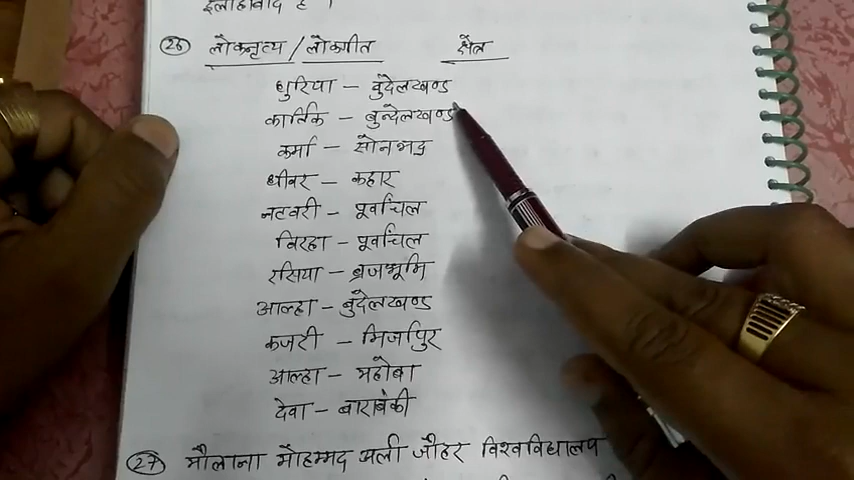 इलाहाबाद है ।
(26) लोकनृत्य / लोकगीत क्षेत्र
धुरिया - बुंदेलखण्ड
कार्तिक - बुन्देलखण्ड
कर्मा - सोनभद्र
धीवर - कहार
नटवरी - पूर्वांचल
बिरहा - पूर्वांचल
रसिया - ब्रजभूमि
आल्हा - बुंदेलखण्ड
कजरी - मिर्जापुर
आल्हा - महोबा
देवा - बाराबंकी
(27) मौलाना मोहम्मद अली जौहर विश्वविद्यालय